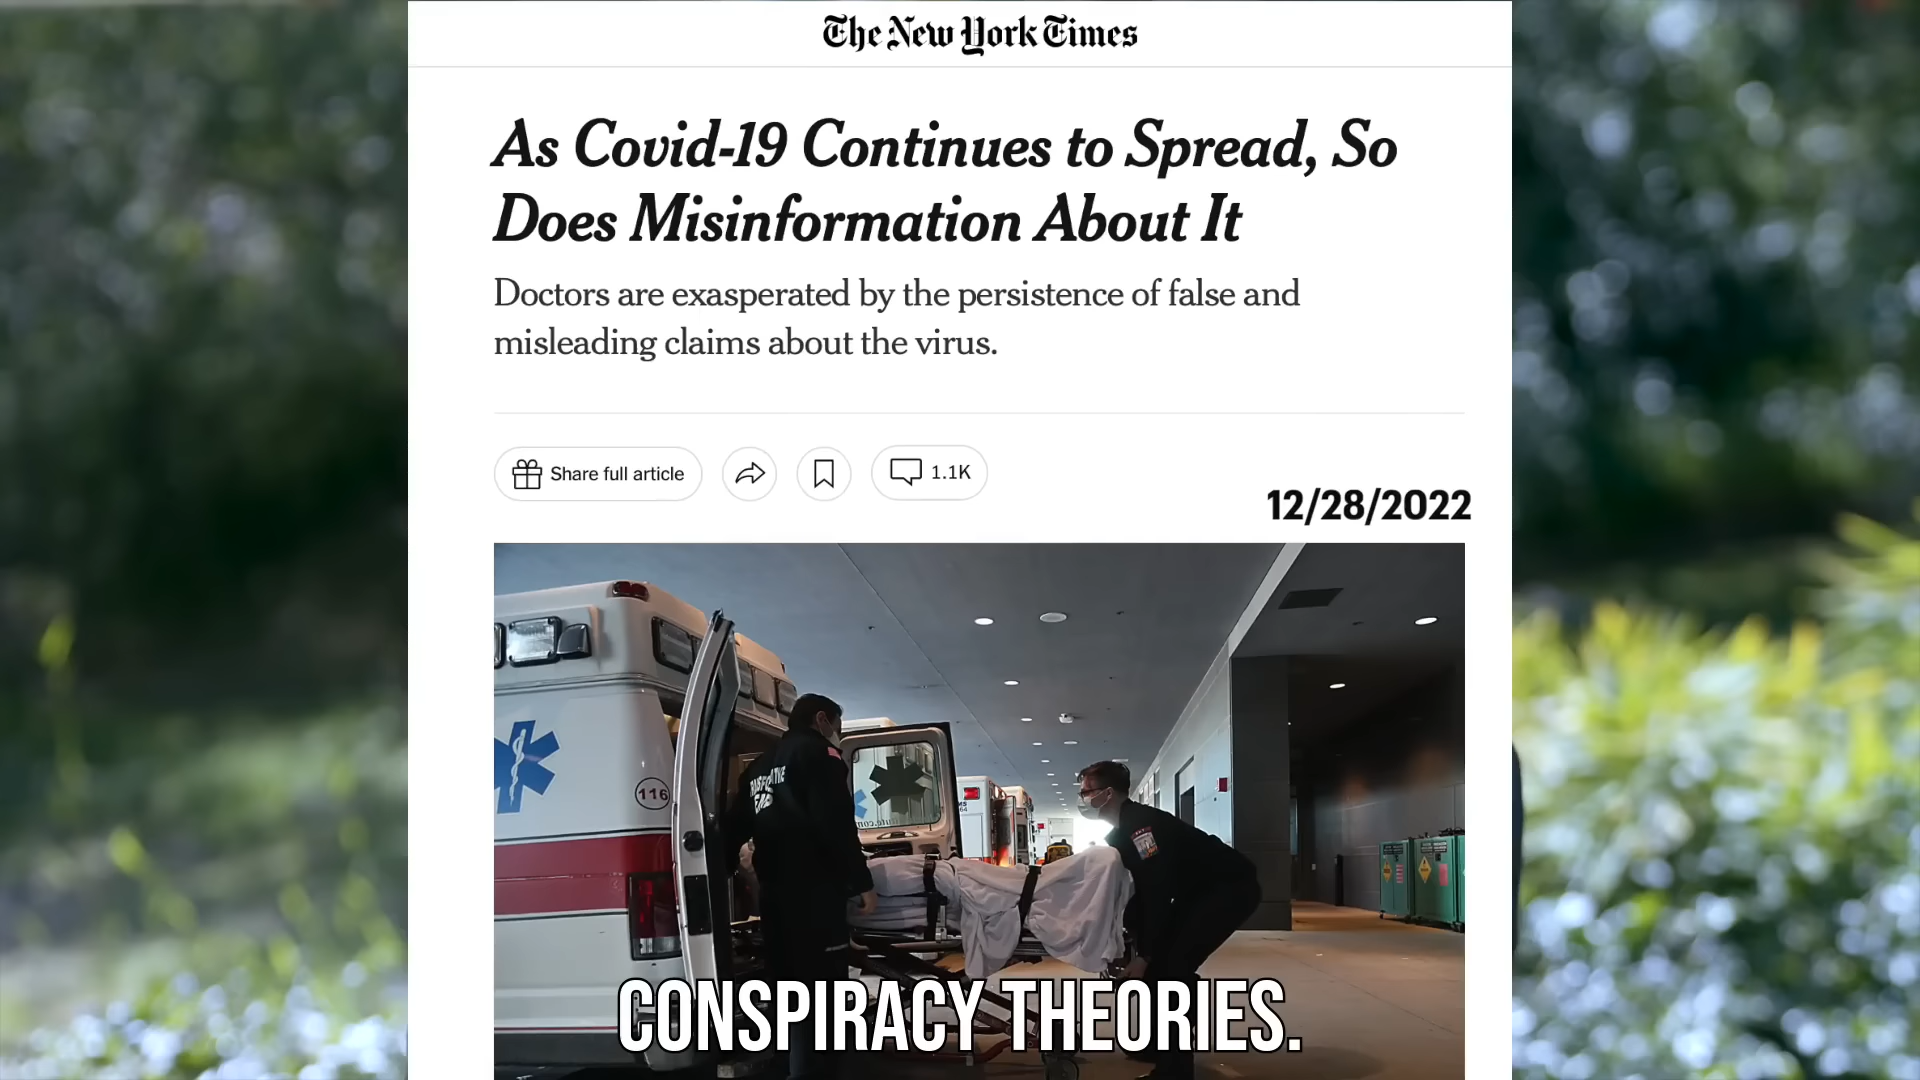 The New York Times
As Covid-19 Continues to Spread, So
Does Misinformation About It
Doctors are exasperated by the persistence of false and
misleading claims about the virus.
Share full article
1.1K
12/28/2022
116
CONSPIRACY THEORIES.